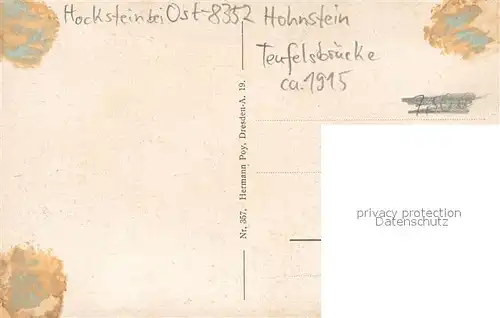 Hockstein bei Ost-8352 Hohnstein
Teufelsbrücke
ca. 1915
Nr. 357. Hermann Poy, Dresden-A. 19.
privacy protection
Datenschutz